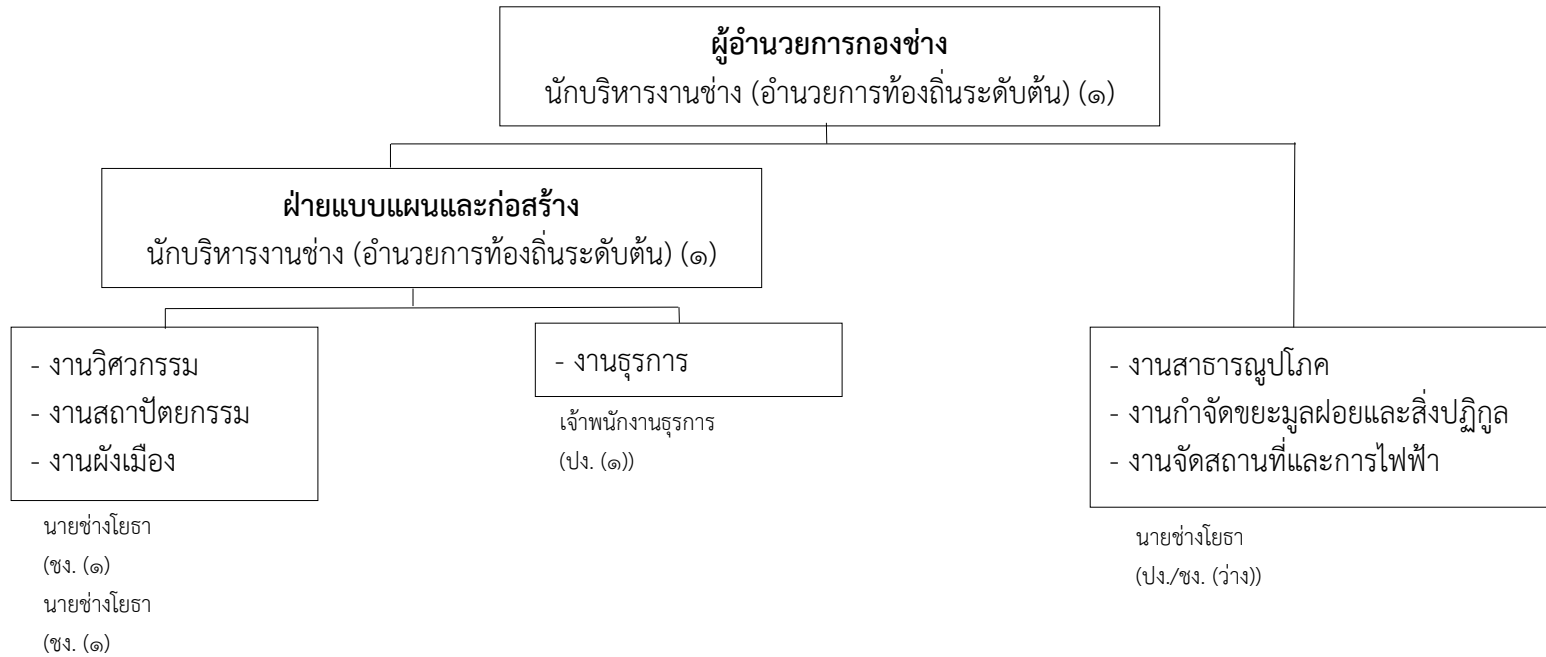 ผู้อำนวยการกองช่าง
นักบริหารงานช่าง (อำนวยการท้องถิ่นระดับต้น) (๑)
ฝ่ายแบบแผนและก่อสร้าง
นักบริหารงานช่าง (อำนวยการท้องถิ่นระดับต้น) (๑)
- งานวิศวกรรม
- งานสถาปัตยกรรม
- งานผังเมือง
นายช่างโยธา
(ชง. (๑)
นายช่างโยธา
(ชง. (๑)
- งานธุรการ
เจ้าพนักงานธุรการ
(ปง. (๑))
- งานสาธารณูปโภค
- งานกำจัดขยะมูลฝอยและสิ่งปฏิกูล
- งานจัดสถานที่และการไฟฟ้า
นายช่างโยธา
(ปง./ชง. (ว่าง))